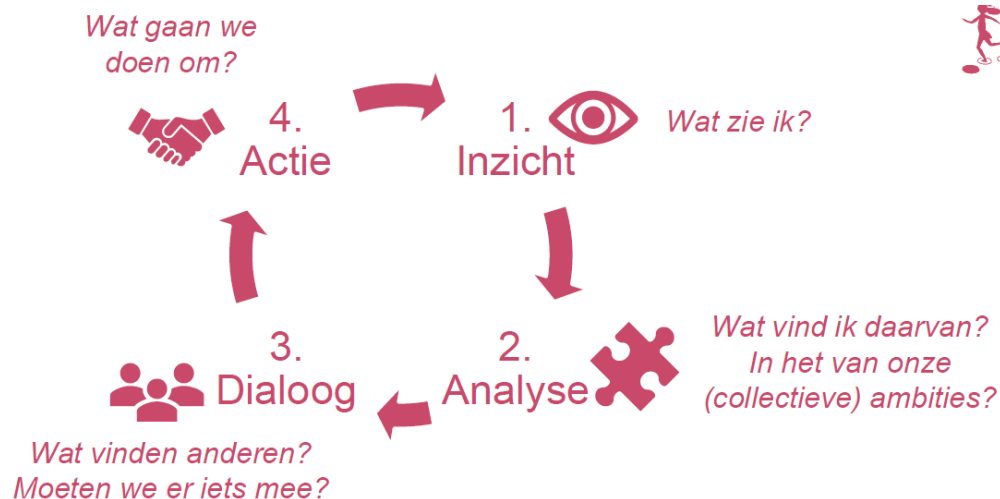 Wat gaan we
doen om?
4.
Actie
1.
Inzicht
Wat zie ik?
2.
Analyse
Wat vind ik daarvan?
In het van onze
(collectieve) ambities?
3.
Dialoog
Wat vinden anderen?
Moeten we er iets mee?